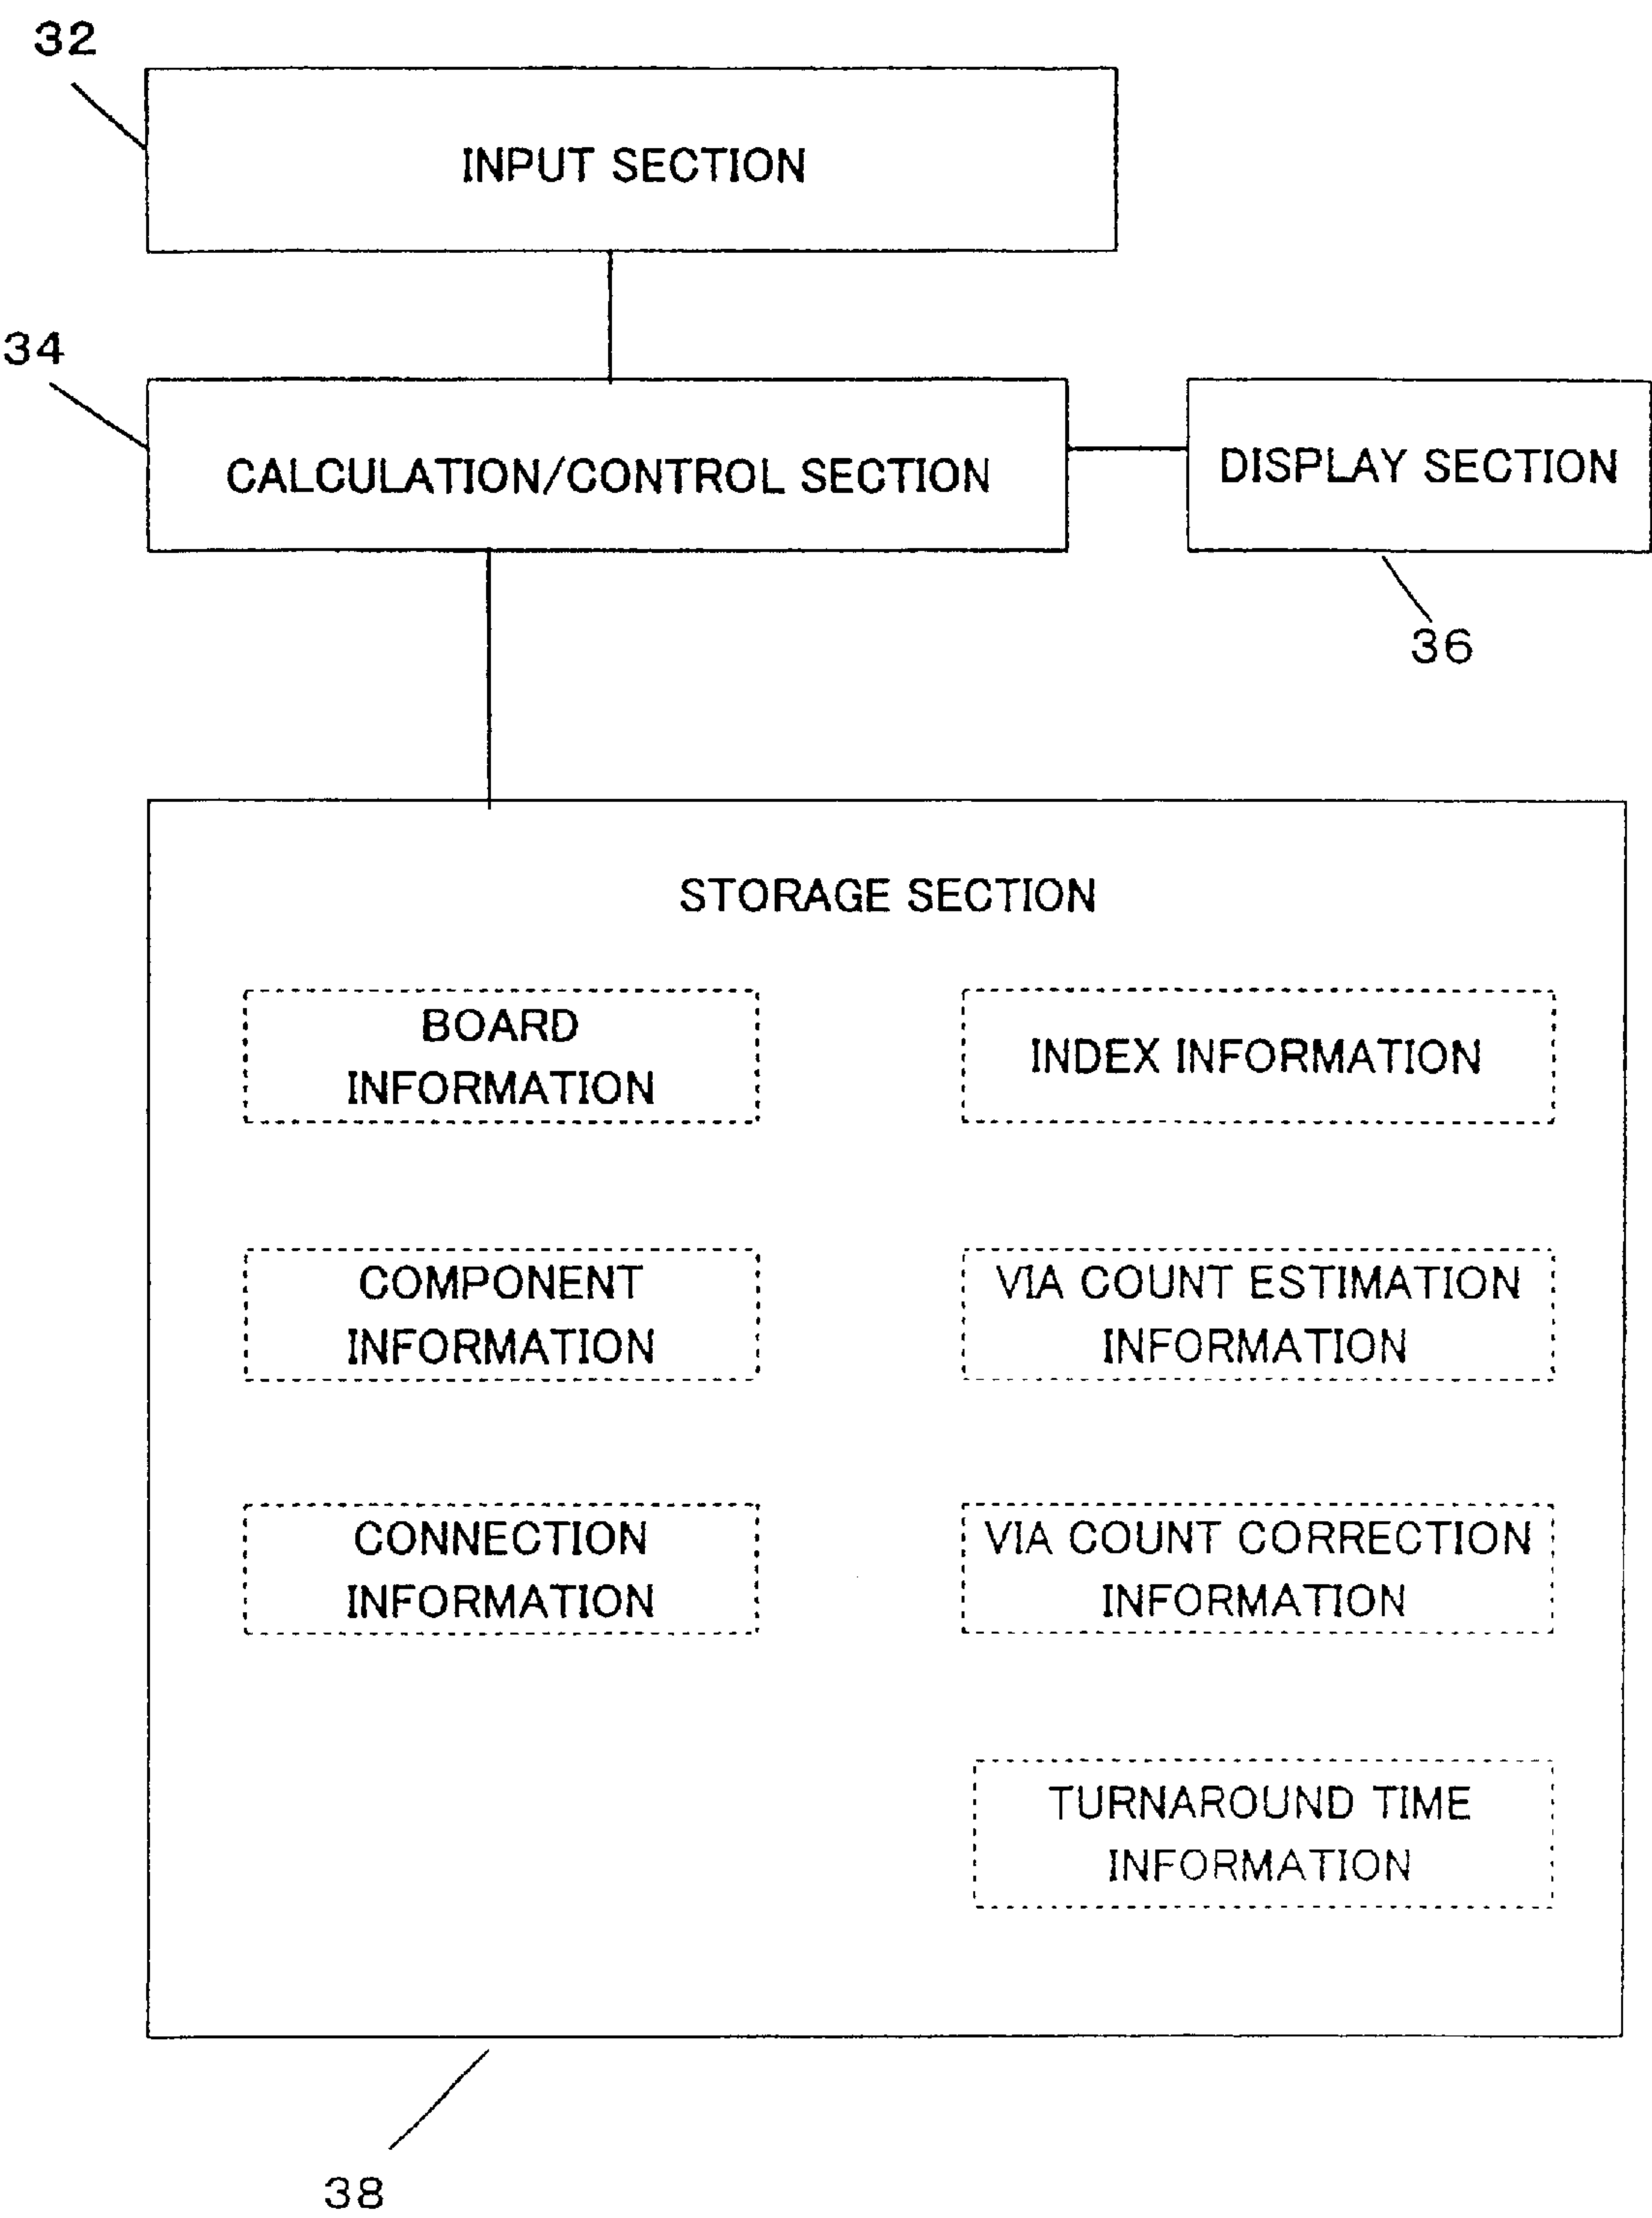 32
INPUT SECTION
34
CALCULATION/CONTROL SECTION
DISPLAY SECTION
36
STORAGE SECTION
BOARD
INFORMATION
INDEX INFORMATION
COMPONENT
INFORMATION
VIA COUNT ESTIMATION
INFORMATION
CONNECTION
INFORMATION
VIA COUNT CORRECTION
INFORMATION
TURNAROUND TIME
INFORMATION
38